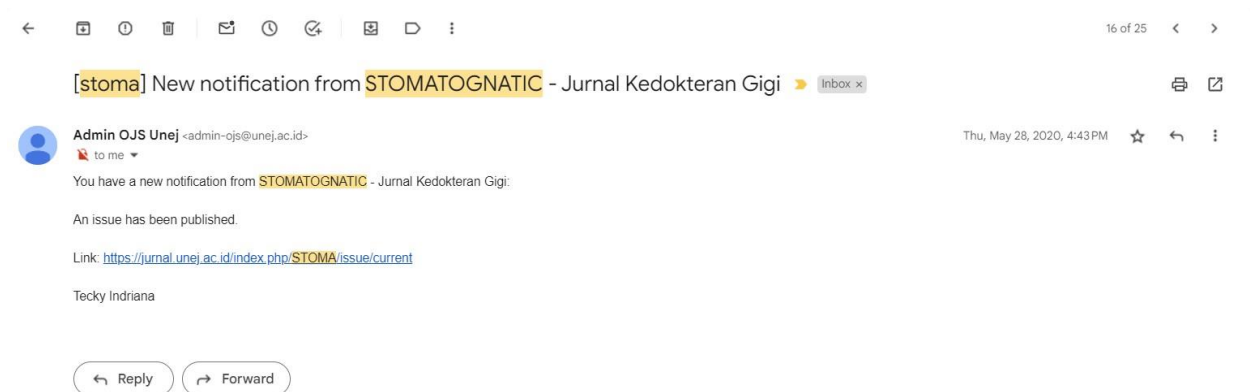 16 of 25
[stoma] New notification from STOMATOGNATIC - Jurnal Kedokteran Gigi Inbox ×
Admin OJS Unej <admin-ojs@unej.ac.id> Thu, May 28, 2020, 4:43 PM
to me
You have a new notification from STOMATOGNATIC - Jurnal Kedokteran Gigi:
An issue has been published.
Link: https://jurnal.unej.ac.id/index.php/STOMA/issue/current
Tecky Indriana
Reply Forward